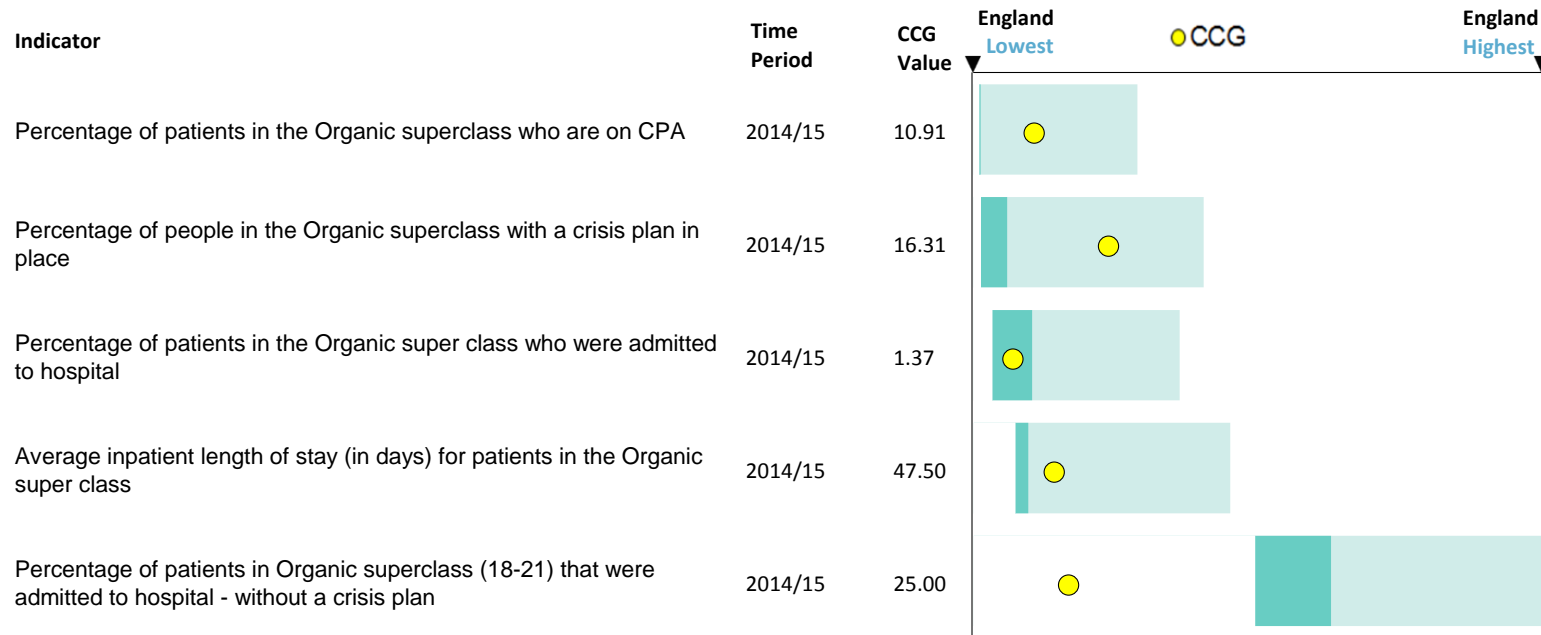 Indicator
Time
Period
CCG
Value
England
Lowest
CCG
England
Highest
Percentage of patients in the Organic superclass who are on CPA
2014/15
10.91
Percentage of people in the Organic superclass with a crisis plan in
place
2014/15
16.31
Percentage of patients in the Organic super class who were admitted
to hospital
2014/15
1.37
Average inpatient length of stay (in days) for patients in the Organic
super class
2014/15
47.50
Percentage of patients in Organic superclass (18-21) that were
admitted to hospital - without a crisis plan
2014/15
25.00